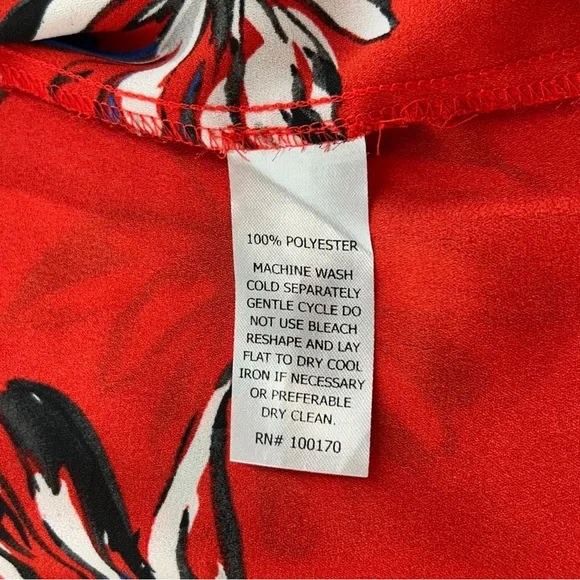 100% POLYESTER
MACHINE WASH
COLD SEPARATELY
GENTLE CYCLE DO
NOT USE BLEACH
RESHAPE AND LAY
FLAT TO DRY COOL
IRON IF NECESSARY
OR PREFERABLE
DRY CLEAN.
RN# 100170